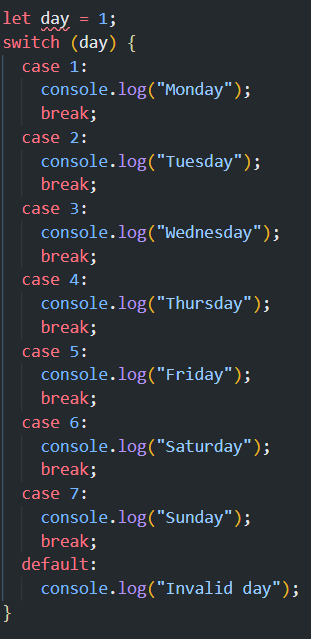 let day = 1;
switch (day) {
  case 1:
    console.log("Monday");
    break;
  case 2:
    console.log("Tuesday");
    break;
  case 3:
    console.log("Wednesday");
    break;
  case 4:
    console.log("Thursday");
    break;
  case 5:
    console.log("Friday");
    break;
  case 6:
    console.log("Saturday");
    break;
  case 7:
    console.log("Sunday");
    break;
  default:
    console.log("Invalid day");
}